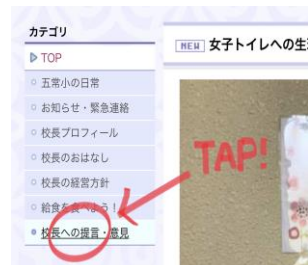 カテゴリ
TOP
五常小の日常
お知らせ・緊急連絡
校長プロフィール
校長のおはなし
校長の経営方針
給食を食べよう!
校長への提言・意見
NEW 女子トイレへの生
TAP!